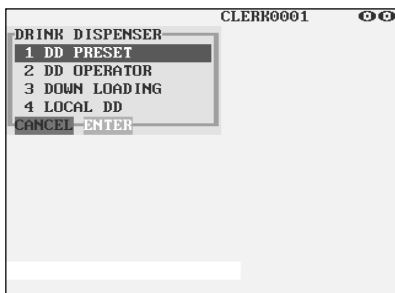 CLERK0001
DRINK DISPENSER
1 DD PRESET
2 DD OPERATOR
3 DOWN LOADING
4 LOCAL DD
CANCEL ENTER